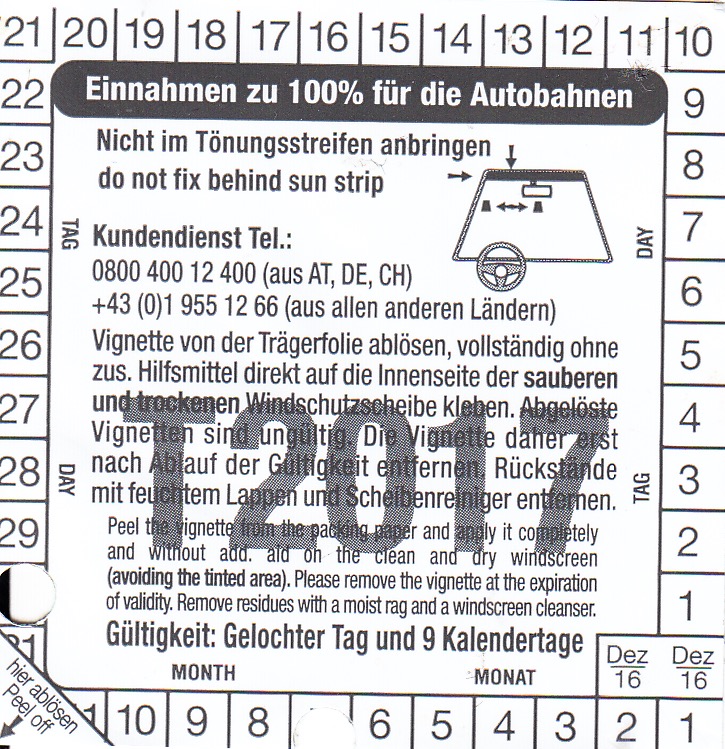 21 20 19 18 17 16 15 14 13 12 11 10
22 9
Einnahmen zu 100% für die Autobahnen
23 8
Nicht im Tönungsstreifen anbringen
do not fix behind sun strip
24 7
TAG DAY
Kundendienst Tel.:
25 6
0800 400 12 400 (aus AT, DE, CH)
+43 (0)1 955 12 66 (aus allen anderen Ländern)
26 5
Vignette von der Trägerfolie ablösen, vollständig ohne
zus. Hilfsmittel direkt auf die Innenseite der sauberen
27 4
und trockenen Windschutzscheibe kleben. Abgelöste
Vignetten sind ungültig. Die Vignette daher erst
28 3
nach Ablauf der Gültigkeit entfernen. Rückstände
mit feuchtem Lappen und Scheibenreiniger entfernen.
DAY TAG
T2017
29 2
Peel the vignette from the packing paper and apply it completely
and without add. aid on the clean and dry windscreen
(avoiding the tinted area). Please remove the vignette at the expiration
of validity. Remove residues with a moist rag and a windscreen cleanser.
1
Gültigkeit: Gelochter Tag und 9 Kalendertage
31
MONTH MONAT
Dez Dez
16 16
hier ablösen
Peel off
10 9 8 6 5 4 3 2 1